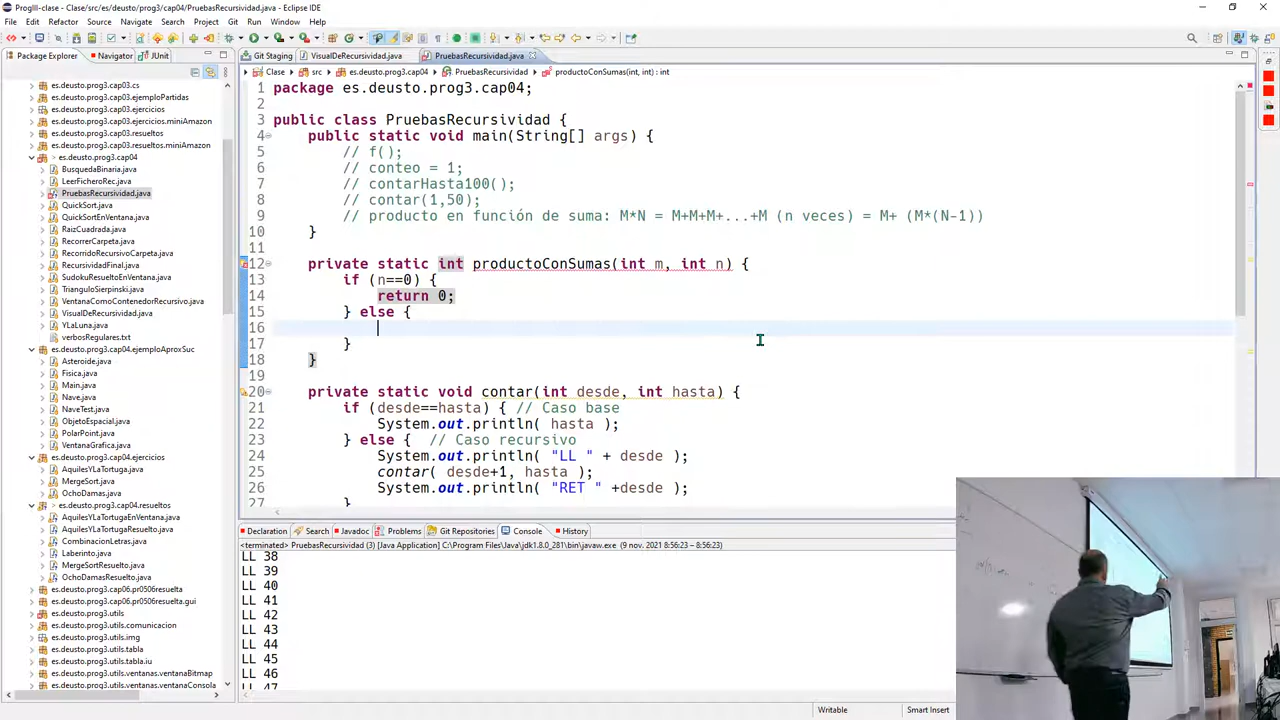 ProgIII-clase - Clase/src/es/deusto/prog3/cap04/PruebasRecursividad.java - Eclipse IDE
File Edit Refactor Source Navigate Search Project Git Run Window Help
Package Explorer Navigator JUnit
Git Staging VisualDeRecursividad.java PruebasRecursividad.java
Clase src es.deusto.prog3.cap04 PruebasRecursividad productoConSumas(int, int) : int
es.deusto.prog3.cap03.cs
es.deusto.prog3.cap03.ejemploPartidas
es.deusto.prog3.cap03.ejercicios
es.deusto.prog3.cap03.ejercicios.miniAmazon
es.deusto.prog3.cap03.resueltos
es.deusto.prog3.cap03.resueltos.miniAmazon
> es.deusto.prog3.cap04
BusquedaBinaria.java
LeerFicheroRec.java
PruebasRecursividad.java
QuickSort.java
QuickSortEnVentana.java
RaizCuadrada.java
RecorrerCarpeta.java
RecorridoRecursivoCarpeta.java
RecursividadFinal.java
SudokuResueltoEnVentana.java
TrianguloSierpinski.java
VentanaComoContenedorRecursivo.java
VisualDeRecursividad.java
YLaLuna.java
verbosRegulares.txt
es.deusto.prog3.cap04.ejemploAproxSuc
Asteroide.java
Fisica.java
Main.java
Nave.java
NaveTest.java
ObjetoEspacial.java
PolarPoint.java
VentanaGrafica.java
es.deusto.prog3.cap04.ejercicios
AquilesYLaTortuga.java
MergeSort.java
OchoDamas.java
es.deusto.prog3.cap04.resueltos
AquilesYLaTortugaEnVentana.java
AquilesYLaTortugaResuelto.java
CombinacionLetras.java
Laberinto.java
MergeSortResuelto.java
OchoDamasResuelto.java
es.deusto.prog3.cap06.pr0506resuelta
es.deusto.prog3.cap06.pr0506resuelta.gui
es.deusto.prog3.utils
es.deusto.prog3.utils.comunicacion
es.deusto.prog3.utils.img
es.deusto.prog3.utils.tabla
es.deusto.prog3.utils.tabla.iu
es.deusto.prog3.utils.ventanas.ventanaBitmap
es.deusto.prog3.utils.ventanas.ventanaConsola
1 package es.deusto.prog3.cap04;
2
3 public class PruebasRecursividad {
4 public static void main(String[] args) {
5 // f();
6 // conteo = 1;
7 // contarHasta100();
8 // contar(1,50);
9 // producto en función de suma: M*N = M+M+M+...+M (n veces) = M+ (M*(N-1))
10 }
11
12 private static int productoConSumas(int m, int n) {
13 if (n==0) {
14 return 0;
15 } else {
16
17 }
18 }
19
20 private static void contar(int desde, int hasta) {
21 if (desde==hasta) { // Caso base
22 System.out.println( hasta );
23 } else { // Caso recursivo
24 System.out.println( "LL " + desde );
25 contar( desde+1, hasta );
26 System.out.println( "RET " +desde );
27 }
Declaration Search Javadoc Problems Git Repositories Console History
<terminated> PruebasRecursividad (3) [Java Application] C:\Program Files\Java\jdk1.8.0_281\bin\javaw.exe (9 nov. 2021 8:56:23 – 8:56:23)
LL 38
LL 39
LL 40
LL 41
LL 42
LL 43
LL 44
LL 45
LL 46
LL 47
Writable Smart Insert